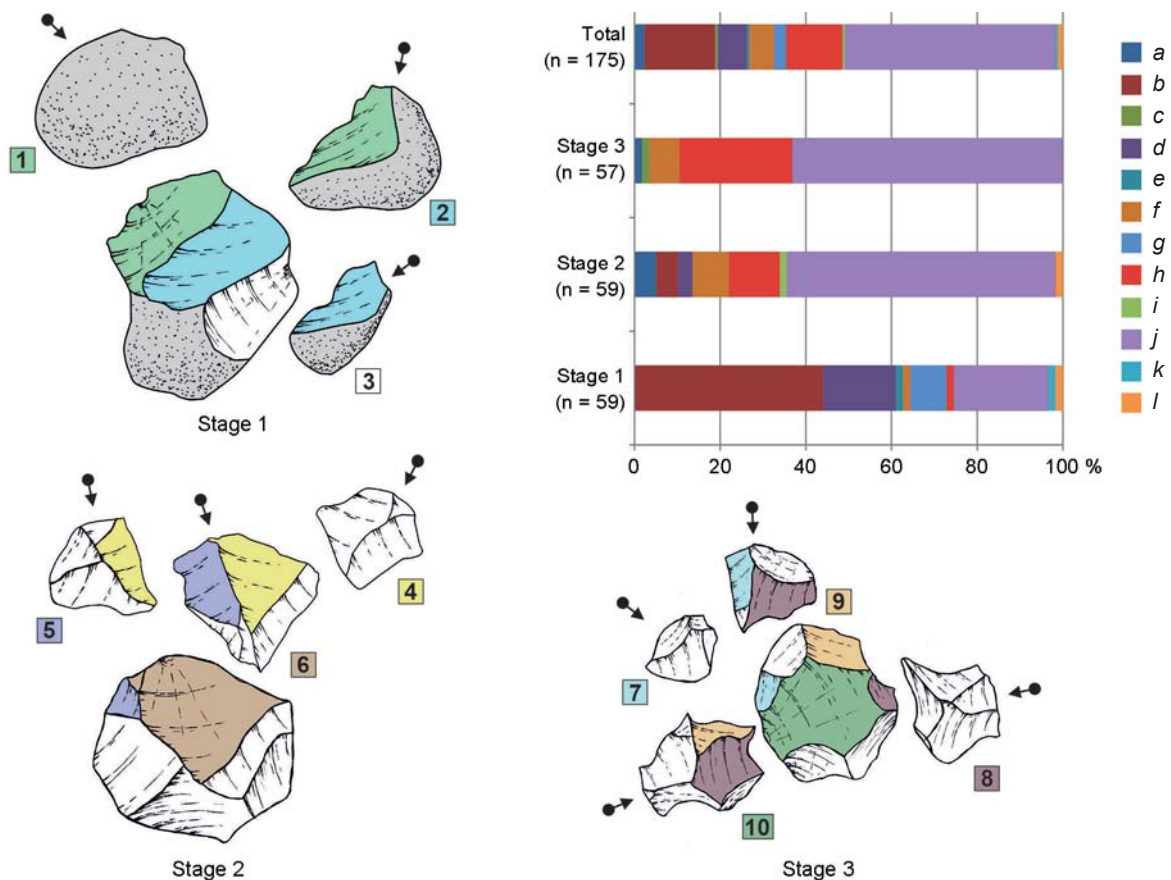 1
2
3
Stage 1
Total
(n = 175)
Stage 3
(n = 57)
Stage 2
(n = 59)
Stage 1
(n = 59)
0 20 40 60 80 100 %
a
b
c
d
e
f
g
h
i
j
k
l
5
6
4
Stage 2
9
7
8
10
Stage 3